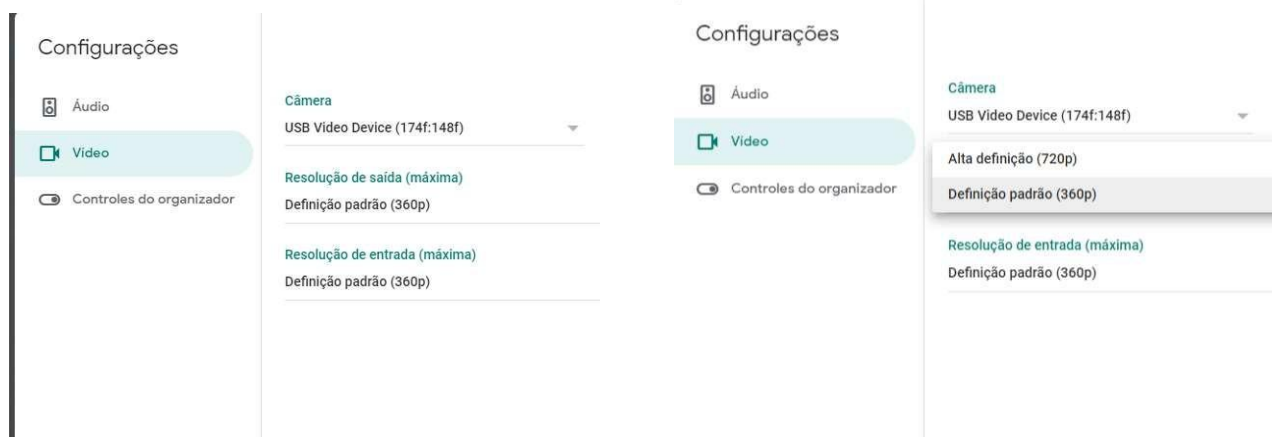 Configurações
Áudio
Vídeo
Controles do organizador
Câmera
USB Video Device (174f:148f)
Resolução de saída (máxima)
Definição padrão (360p)
Resolução de entrada (máxima)
Definição padrão (360p)
Configurações
Áudio
Vídeo
Controles do organizador
Câmera
USB Video Device (174f:148f)
Alta definição (720p)
Definição padrão (360p)
Resolução de entrada (máxima)
Definição padrão (360p)